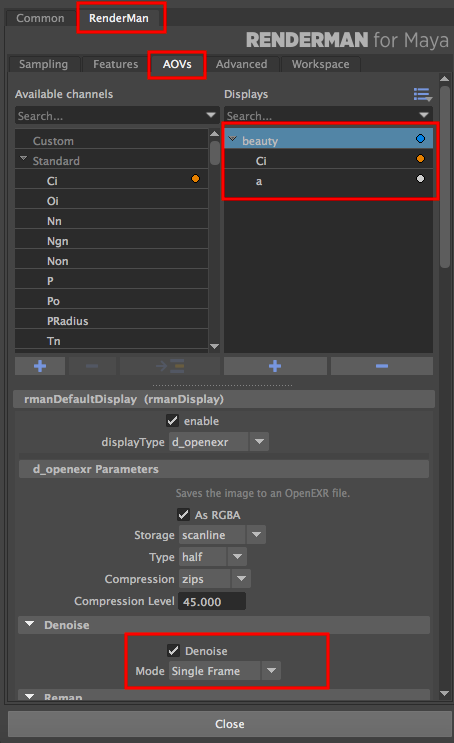 Common RenderMan
RENDERMAN for Maya
Sampling Features AOVs Advanced Workspace
Available channels Displays
Search... Search...
Custom beauty
Standard Ci
Ci a
Oi
Nn
Ngn
Non
P
Po
PRadius
Tn
rmanDefaultDisplay (rmanDisplay)
enable
displayType d_openexr
d_openexr Parameters
Saves the image to an OpenEXR file.
As RGBA
Storage scanline
Type half
Compression zips
Compression Level 45.000
Denoise
Denoise
Mode Single Frame
Remap
Close